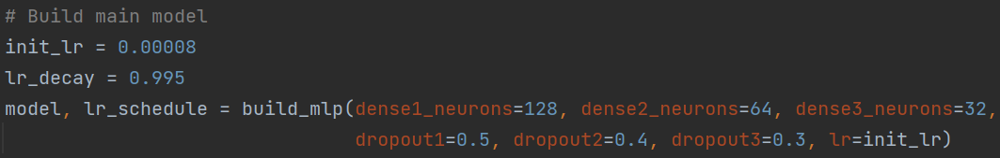 # Build main model
init_lr = 0.00008
lr_decay = 0.995
model, lr_schedule = build_mlp(dense1_neurons=128, dense2_neurons=64, dense3_neurons=32,
dropout1=0.5, dropout2=0.4, dropout3=0.3, lr=init_lr)